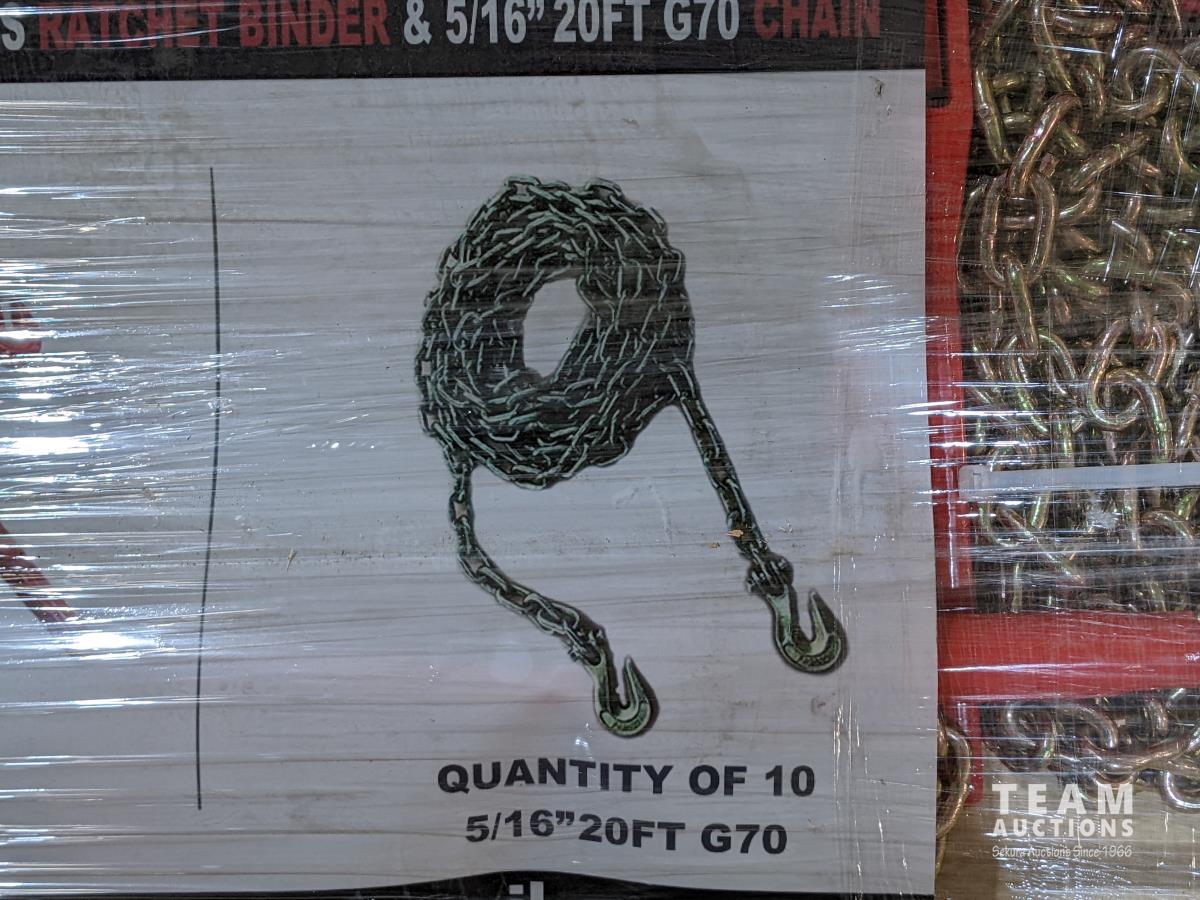 S RATCHET BINDER & 5/16” 20FT G70 CHAIN
QUANTITY OF 10
5/16”20FT G70
TEAM
AUCTIONS
Sekura Auctions Since 1966